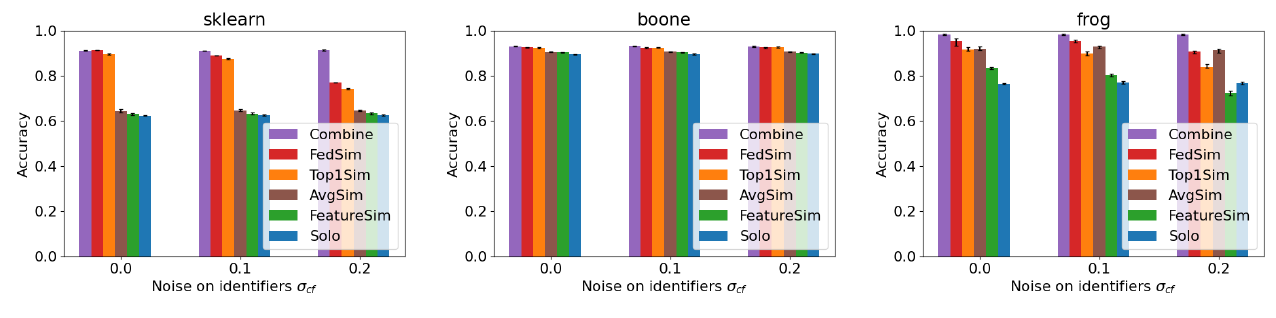 sklearn
1.0
0.8
0.6
0.4
0.2
0.0
Accuracy
0.0
0.1
0.2
Noise on identifiers σcf
Combine
FedSim
Top1Sim
AvgSim
FeatureSim
Solo
boone
1.0
0.8
0.6
0.4
0.2
0.0
Accuracy
0.0
0.1
0.2
Noise on identifiers σcf
Combine
FedSim
Top1Sim
AvgSim
FeatureSim
Solo
frog
1.0
0.8
0.6
0.4
0.2
0.0
Accuracy
0.0
0.1
0.2
Noise on identifiers σcf
Combine
FedSim
Top1Sim
AvgSim
FeatureSim
Solo